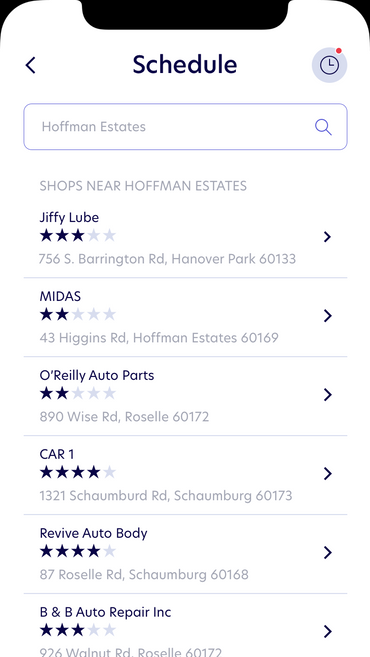 Schedule
Hoffman Estates
SHOPS NEAR HOFFMAN ESTATES
Jiffy Lube
756 S. Barrington Rd, Hanover Park 60133
MIDAS
43 Higgins Rd, Hoffman Estates 60169
O'Reilly Auto Parts
890 Wise Rd, Roselle 60172
CAR 1
1321 Schaumburd Rd, Schaumburg 60173
Revive Auto Body
87 Roselle Rd, Schaumburg 60168
B & B Auto Repair Inc
926 Walnut Rd, Roselle 60172